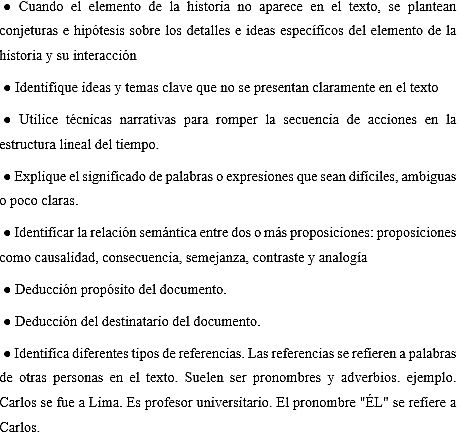 ● Cuando el elemento de la historia no aparece en el texto, se plantean
conjeturas e hipótesis sobre los detalles e ideas específicos del elemento de la
historia y su interacción
● Identifique ideas y temas clave que no se presentan claramente en el texto
● Utilice técnicas narrativas para romper la secuencia de acciones en la
estructura lineal del tiempo.
● Explique el significado de palabras o expresiones que sean difíciles, ambiguas
o poco claras.
● Identificar la relación semántica entre dos o más proposiciones: proposiciones
como causalidad, consecuencia, semejanza, contraste y analogía
● Deducción propósito del documento.
● Deducción del destinatario del documento.
● Identifica diferentes tipos de referencias. Las referencias se refieren a palabras
de otras personas en el texto. Suelen ser pronombres y adverbios. ejemplo.
Carlos se fue a Lima. Es profesor universitario. El pronombre "ÉL" se refiere a
Carlos.